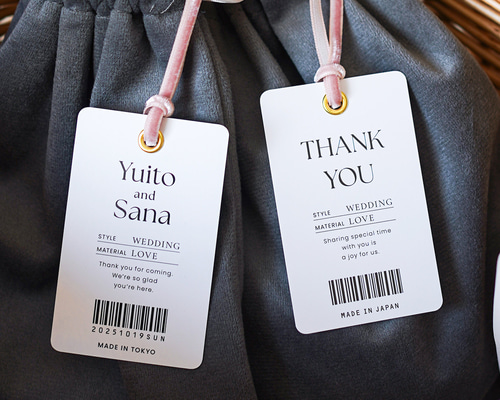 Yuito
and
Sana
STYLE WEDDING
MATERIAL LOVE
Thank you for coming.
We're so glad
you're here.
20251019SUN
MADE IN TOKYO
THANK
YOU
STYLE WEDDING
MATERIAL LOVE
Sharing special time
with you is
a joy for us.
MADE IN JAPAN